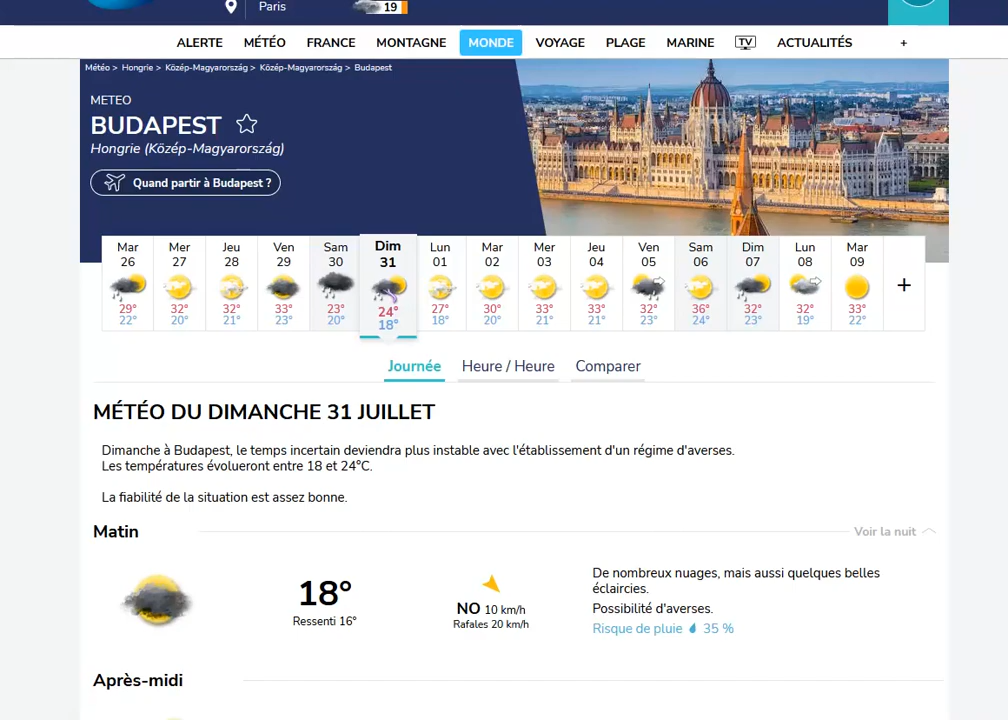 Paris
19
ALERTE MÉTÉO FRANCE MONTAGNE MONDE VOYAGE PLAGE MARINE TV ACTUALITÉS +
Météo > Hongrie > Közép-Magyarország > Közép-Magyarország > Budapest
METEO
BUDAPEST
Hongrie (Közép-Magyarország)
Quand partir à Budapest ?
Mar Mer Jeu Ven Sam Dim Lun Mar Mer Jeu Ven Sam Dim Lun Mar
26 27 28 29 30 31 01 02 03 04 05 06 07 08 09
+
29° 32° 32° 33° 23° 24° 27° 30° 33° 33° 32° 36° 32° 32° 33°
22° 20° 21° 23° 20° 18° 18° 20° 21° 21° 23° 24° 23° 19° 22°
Journée Heure / Heure Comparer
MÉTÉO DU DIMANCHE 31 JUILLET
Dimanche à Budapest, le temps incertain deviendra plus instable avec l'établissement d'un régime d'averses.
Les températures évolueront entre 18 et 24°C.
La fiabilité de la situation est assez bonne.
Matin Voir la nuit
18°
Ressenti 16°
NO 10 km/h
Rafales 20 km/h
De nombreux nuages, mais aussi quelques belles
éclaircies.
Possibilité d'averses.
Risque de pluie 35 %
Après-midi